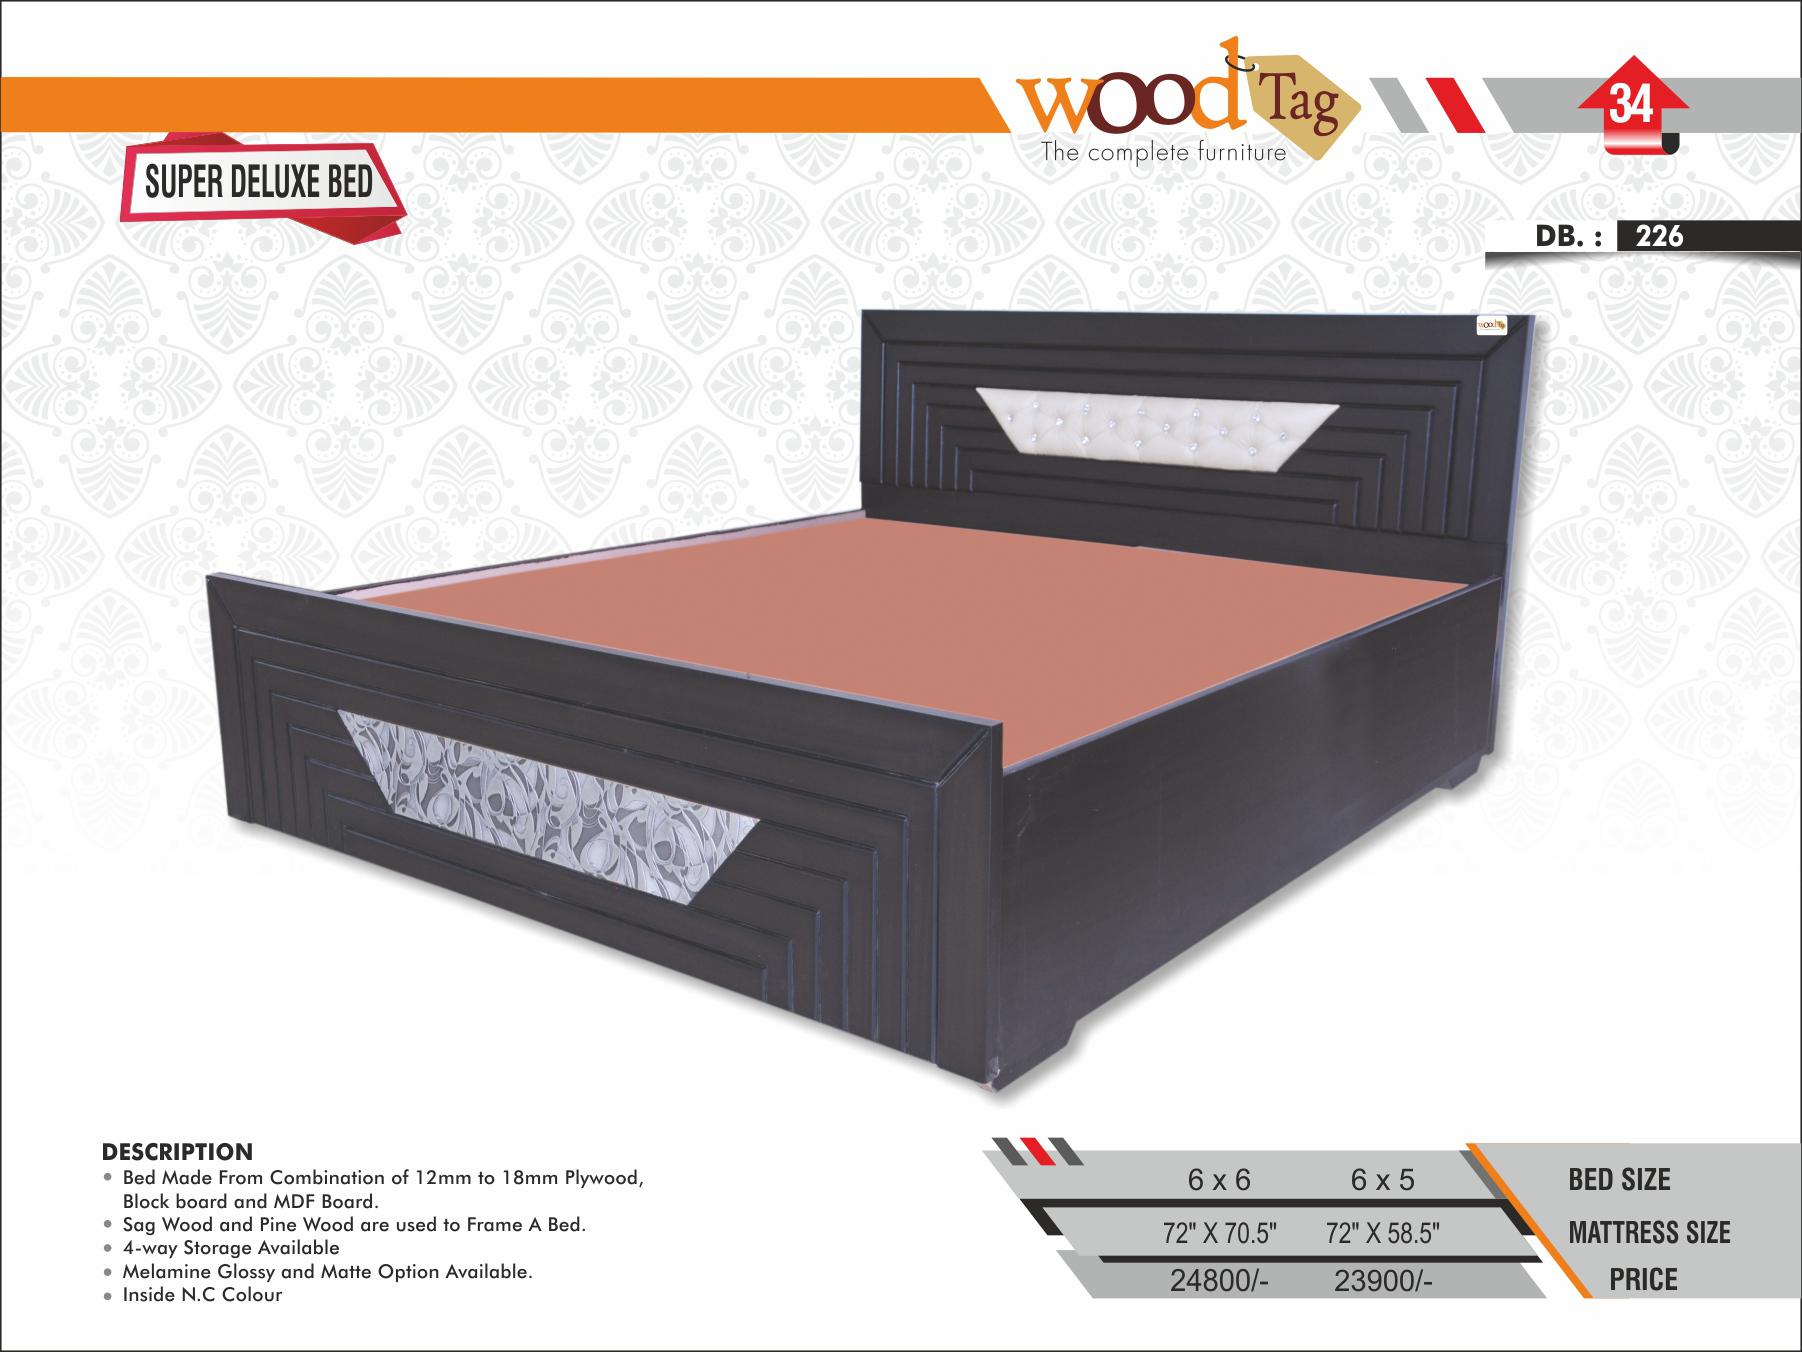 wood Tag
The complete furniture
34
SUPER DELUXE BED
DB. : 226
wood Tag
DESCRIPTION
• Bed Made From Combination of 12mm to 18mm Plywood,
Block board and MDF Board.
• Sag Wood and Pine Wood are used to Frame A Bed.
• 4-way Storage Available
• Melamine Glossy and Matte Option Available.
• Inside N.C Colour
6 x 6 6 x 5 BED SIZE
72" X 70.5" 72" X 58.5" MATTRESS SIZE
24800/- 23900/- PRICE